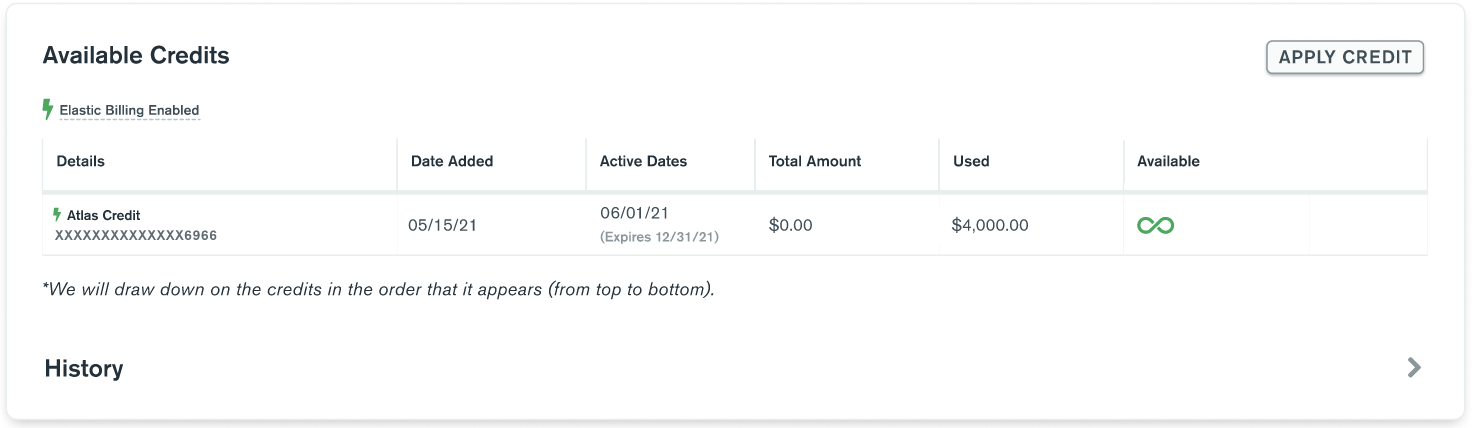 Available Credits
APPLY CREDIT
Elastic Billing Enabled
Details Date Added Active Dates Total Amount Used Available
Atlas Credit
XXXXXXXXXXXXXX6966
05/15/21
06/01/21
(Expires 12/31/21)
$0.00
$4,000.00
∞
*We will draw down on the credits in the order that it appears (from top to bottom).
History